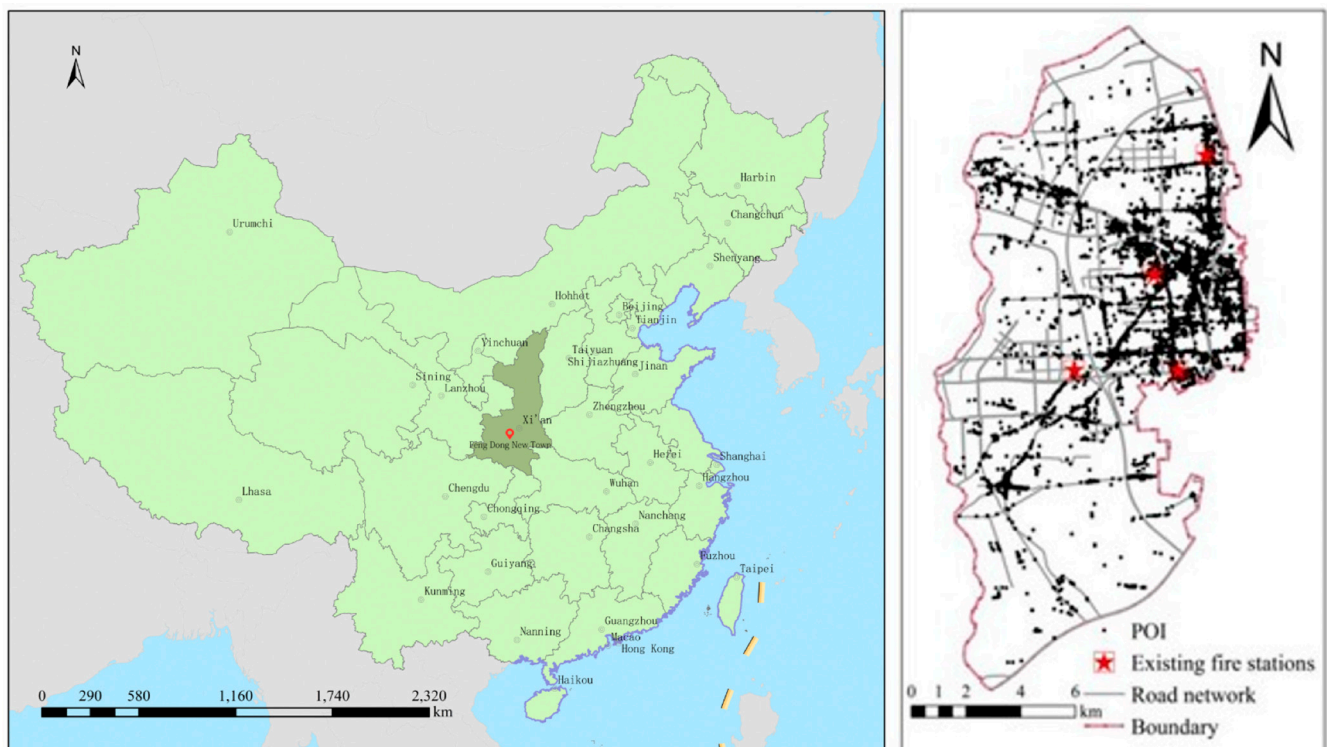 N
Harbin
Changchun
Urumchi
Shenyang
Hohhot
Beijing
Tianjin
Yinchuan
Taiyuan
Shijiazhuang
Jinan
Sining
Lanzhou
Zhengzhou
Xi'an
Feng Dong New Town
Hefei
Shanghai
Hangzhou
Lhasa
Chengdu
Wuhan
Chongqing
Nanchang
Changsha
Guiyang
Fuzhou
Taipei
Kunming
Guangzhou
Nanning
Macao
Hong Kong
Haikou
0 290 580 1,160 1,740 2,320
km
N
POI
Existing fire stations
Road network
Boundary
0 1 2 4 6
km